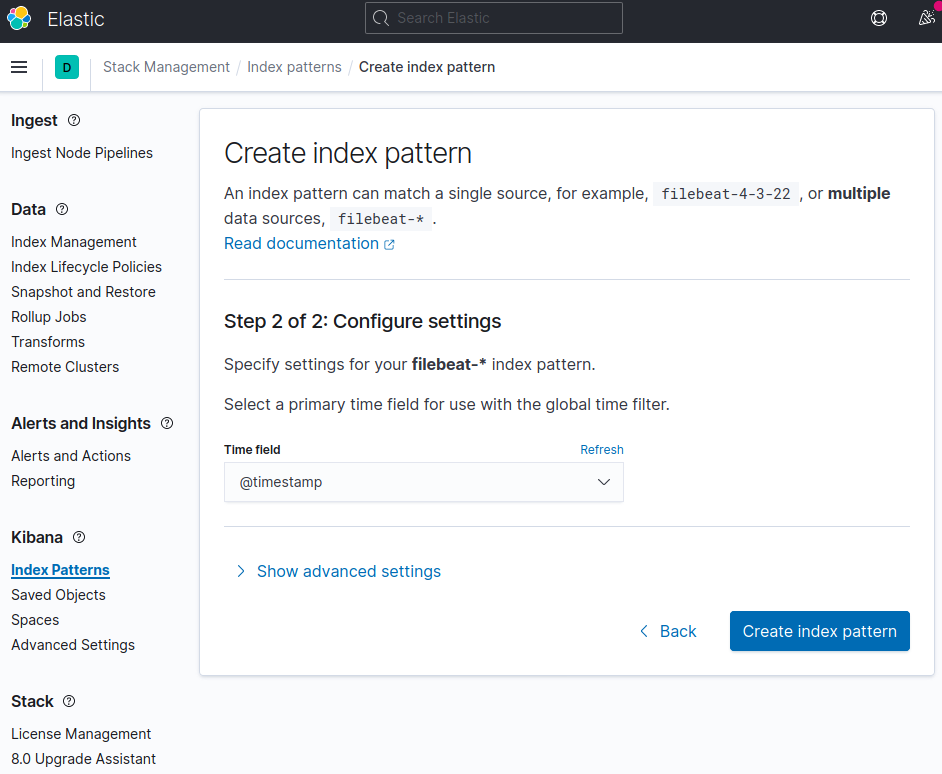 Elastic
Search Elastic
D
Stack Management / Index patterns / Create index pattern
Ingest
Ingest Node Pipelines
Data
Index Management
Index Lifecycle Policies
Snapshot and Restore
Rollup Jobs
Transforms
Remote Clusters
Alerts and Insights
Alerts and Actions
Reporting
Kibana
Index Patterns
Saved Objects
Spaces
Advanced Settings
Stack
License Management
8.0 Upgrade Assistant
Create index pattern
An index pattern can match a single source, for example, filebeat-4-3-22 , or multiple
data sources, filebeat-* .
Read documentation
Step 2 of 2: Configure settings
Specify settings for your filebeat-* index pattern.
Select a primary time field for use with the global time filter.
Time field Refresh
@timestamp
Show advanced settings
Back Create index pattern